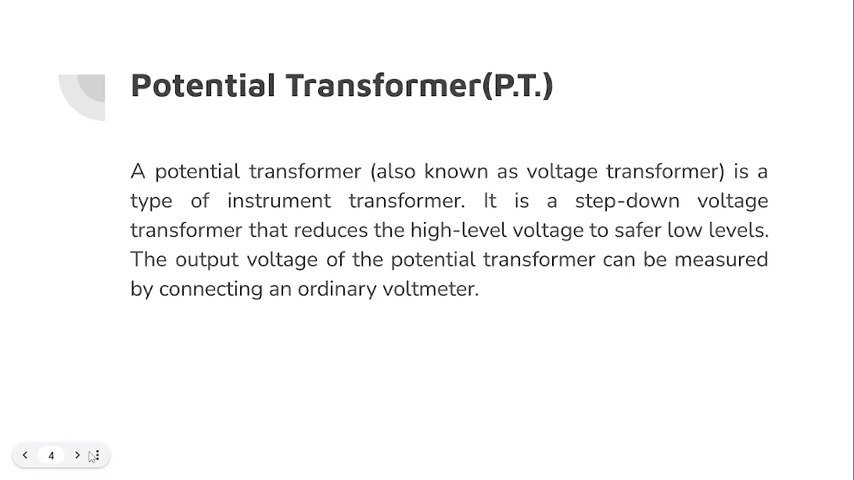 Potential Transformer(P.T.)
A potential transformer (also known as voltage transformer) is a
type of instrument transformer. It is a step-down voltage
transformer that reduces the high-level voltage to safer low levels.
The output voltage of the potential transformer can be measured
by connecting an ordinary voltmeter.
4